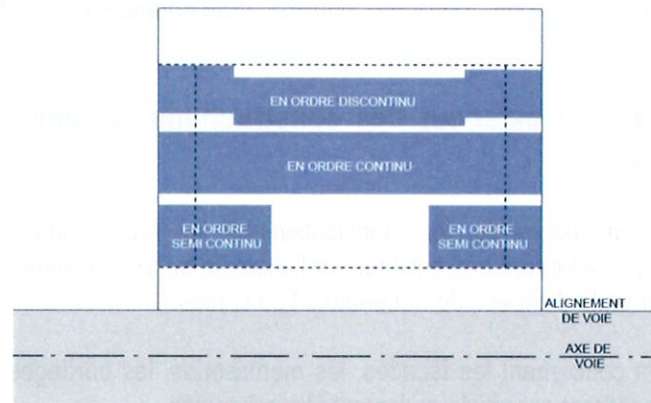 EN ORDRE DISCONTINU
EN ORDRE CONTINU
EN ORDRE
SEMI CONTINU
EN ORDRE
SEMI CONTINU
ALIGNEMENT
DE VOIE
AXE DE
VOIE